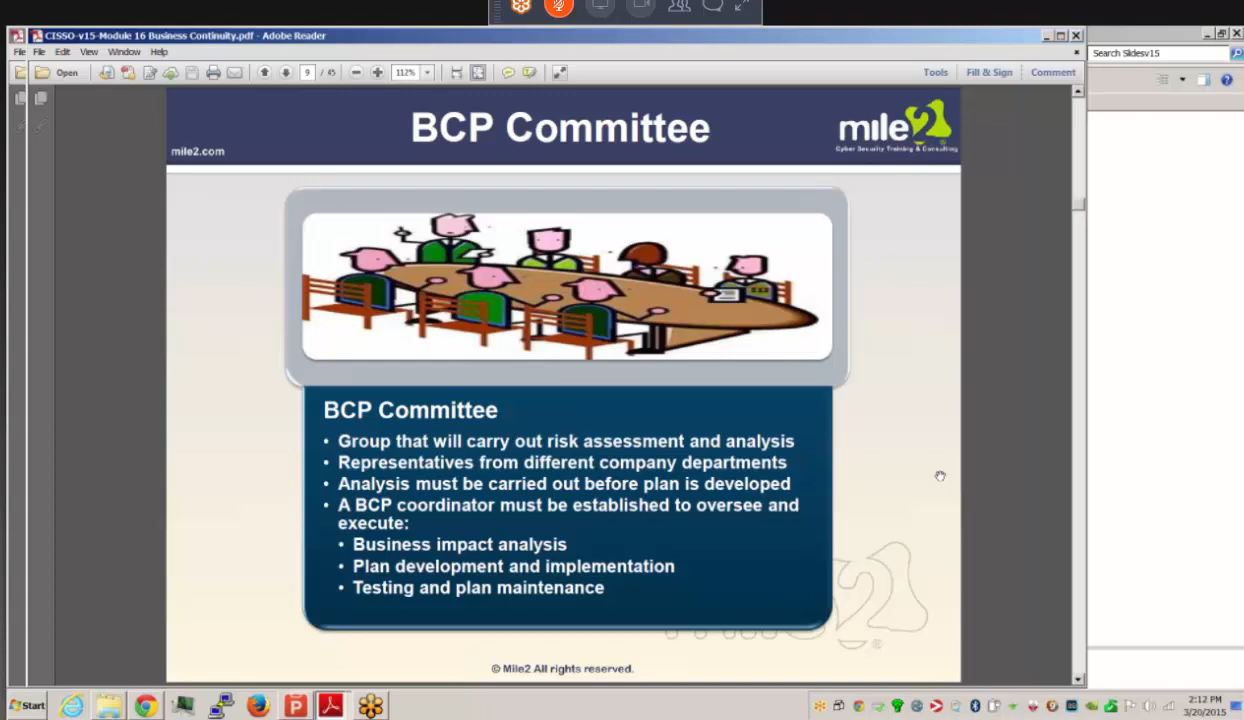 CISSO-v15-Module 16 Business Continuity.pdf - Adobe Reader
File File Edit View Window Help
Search Slidesv15
Open 9 / 45 112% Tools Fill & Sign Comment
BCP Committee
mile2.com
mile2
Cyber Security Training & Consulting
BCP Committee
• Group that will carry out risk assessment and analysis
• Representatives from different company departments
• Analysis must be carried out before plan is developed
• A BCP coordinator must be established to oversee and
execute:
• Business impact analysis
• Plan development and implementation
• Testing and plan maintenance
© Mile2 All rights reserved.
Start
2:12 PM
3/20/2015